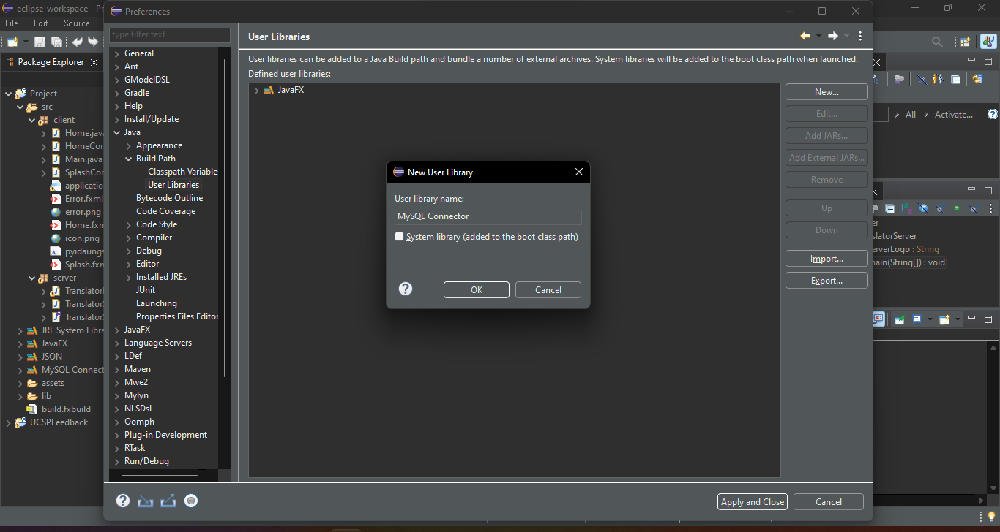 eclipse-workspace - Pr
File Edit Source
Package Explorer
Project
src
client
Home.java
HomeCon
Main.java
SplashCon
applicatio
Error.fxml
error.png
Home.fxm
icon.png
pyidaungs
Splash.fxm
server
Translator
Translator
Translator
JRE System Libra
JavaFX
JSON
MySQL Connect
assets
lib
build.fxbuild
UCSPFeedback
Preferences
type filter text
General
Ant
GModelDSL
Gradle
Help
Install/Update
Java
Appearance
Build Path
Classpath Variable
User Libraries
Bytecode Outline
Code Coverage
Code Style
Compiler
Debug
Editor
Installed JREs
JUnit
Launching
Properties Files Editor
JavaFX
Language Servers
LDef
Maven
Mwe2
Mylyn
NLSDsl
Oomph
Plug-in Development
RTask
Run/Debug
User Libraries
User libraries can be added to a Java Build path and bundle a number of external archives. System libraries will be added to the boot class path when launched.
Defined user libraries:
JavaFX
New...
Edit...
Add JARs...
Add External JARs...
Remove
Up
Down
Import...
Export...
New User Library
User library name:
MySQL Connector
System library (added to the boot class path)
OK
Cancel
Apply and Close
Cancel
All
Activate...
er
slatorServer
erverLogo : String
main(String[]) : void